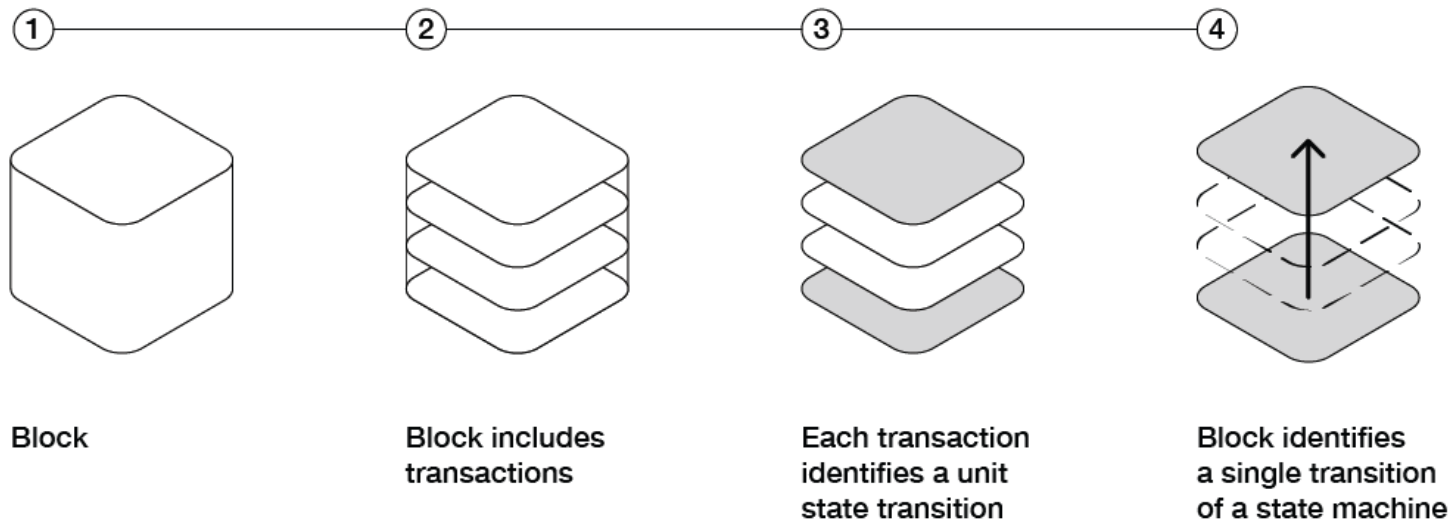 1
2
3
4
Block
Block includes
transactions
Each transaction
identifies a unit
state transition
Block identifies
a single transition
of a state machine